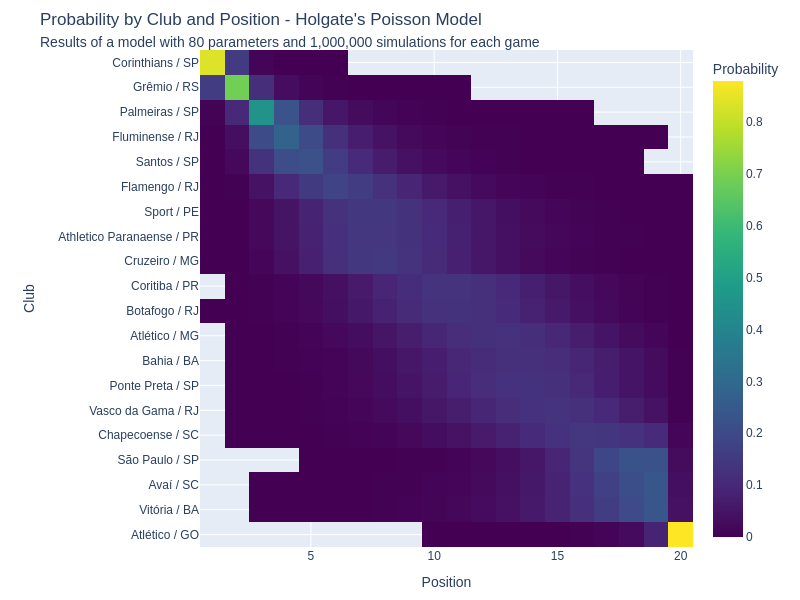 Probability by Club and Position - Holgate's Poisson Model
Results of a model with 80 parameters and 1,000,000 simulations for each game
Probability
Club
Corinthians / SP
Grêmio / RS
Palmeiras / SP
Fluminense / RJ
Santos / SP
Flamengo / RJ
Sport / PE
Athletico Paranaense / PR
Cruzeiro / MG
Coritiba / PR
Botafogo / RJ
Atlético / MG
Bahia / BA
Ponte Preta / SP
Vasco da Gama / RJ
Chapecoense / SC
São Paulo / SP
Avaí / SC
Vitória / BA
Atlético / GO
0.8
0.7
0.6
0.5
0.4
0.3
0.2
0.1
0
5
10
15
20
Position